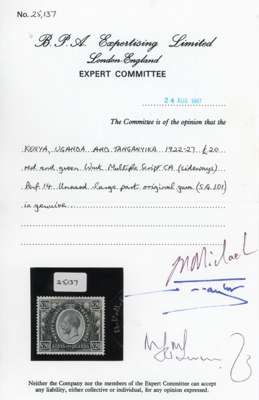 No. 25,137
B. P. A. Expertising Limited
London-England
EXPERT COMMITTEE
24 AUG 1987
The Committee is of the opinion that the
KENYA, UGANDA AND TANGANYIKA 1922-27 £20
red and green Wmk Multiple Script CA (sideways)
Perf 14 Unused large part original gum (S.G.101)
is genuine
25137
Neither the Company nor the members of the Expert Committee can accept
any liability, either collective or individual, for any opinion expressed.